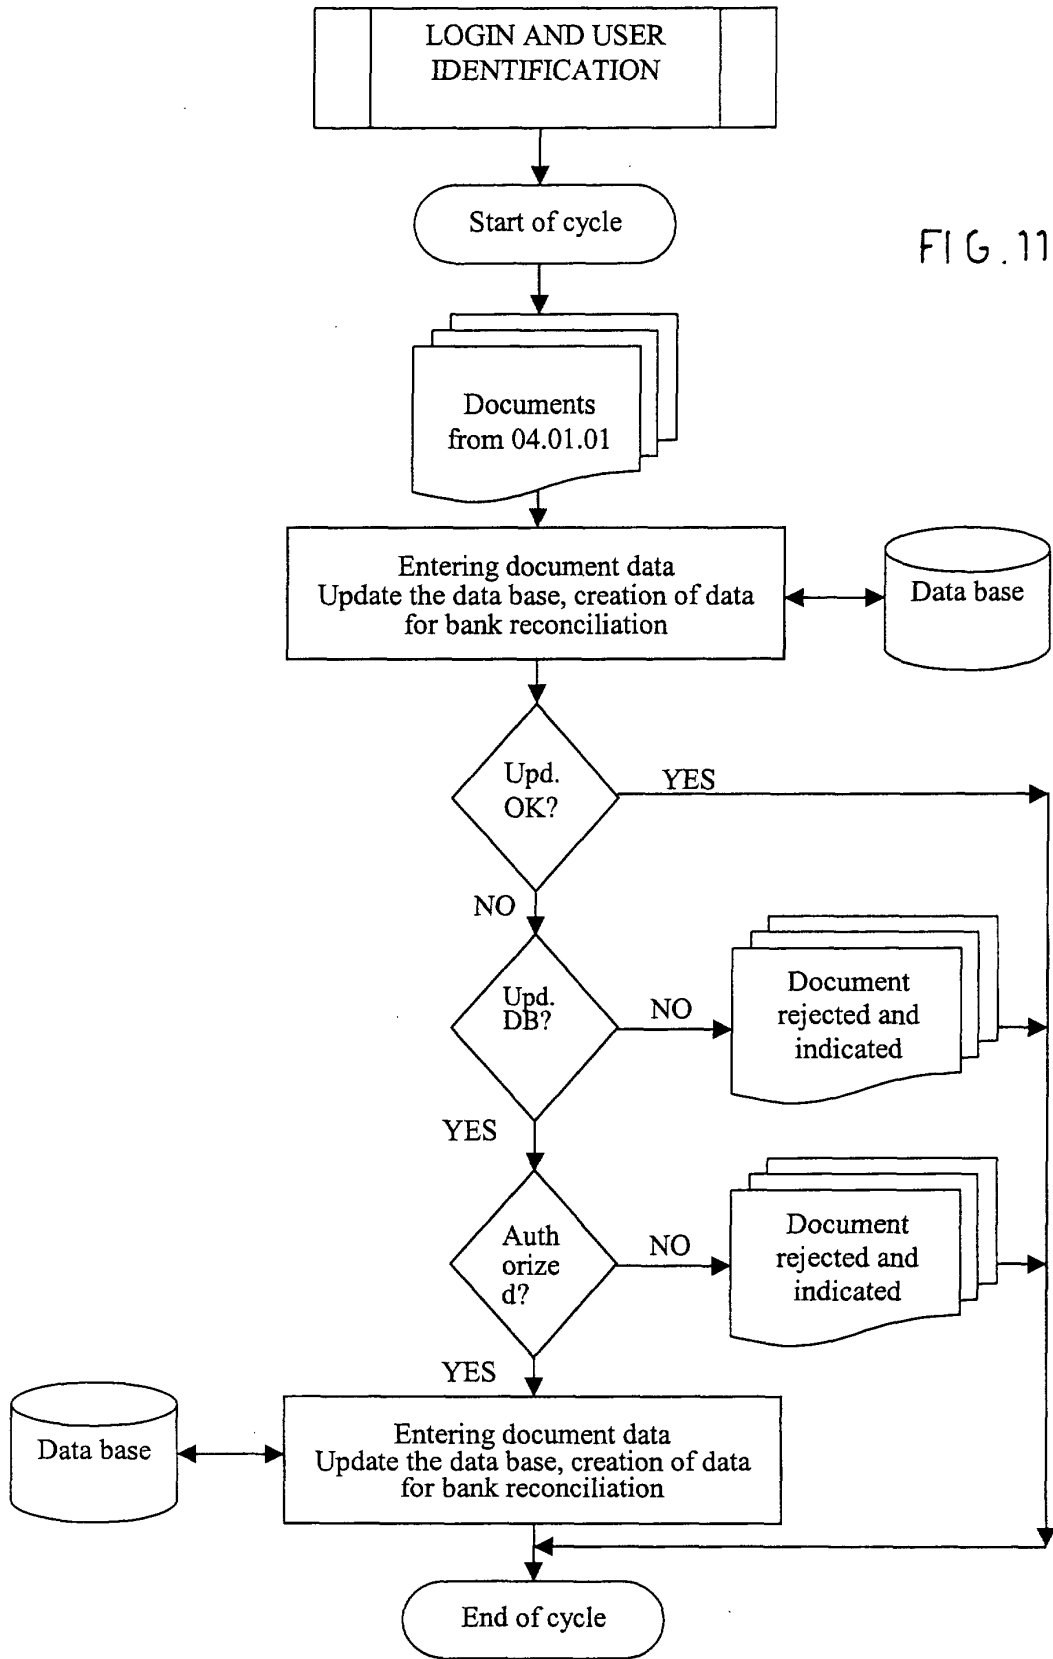 LOGIN AND USER
IDENTIFICATION
Start of cycle
FIG. 11
Documents
from 04.01.01
Entering document data
Update the data base, creation of data
for bank reconciliation
Data base
Upd.
OK?
YES
NO
Upd.
DB?
NO
Document
rejected and
indicated
YES
Auth
orize
d?
NO
Document
rejected and
indicated
YES
Data base
Entering document data
Update the data base, creation of data
for bank reconciliation
End of cycle